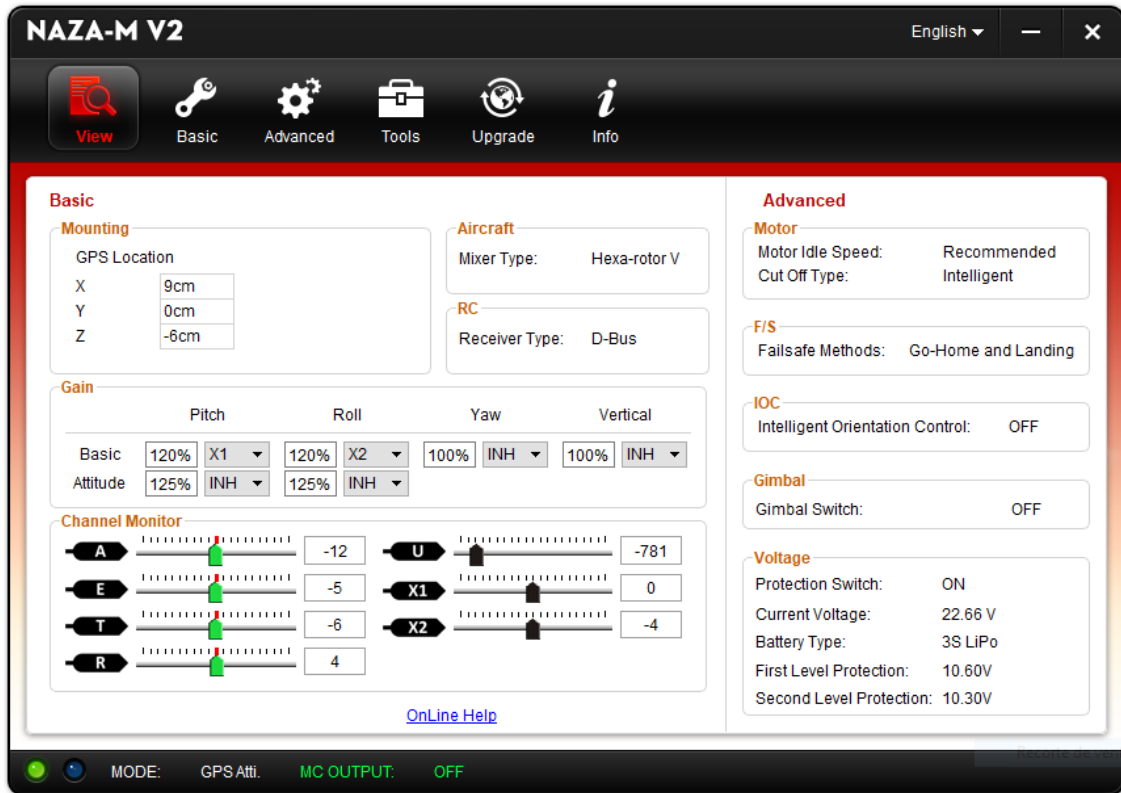 NAZA-M V2
English
View Basic Advanced Tools Upgrade Info
Basic
Mounting
GPS Location
X 9cm
Y 0cm
Z -6cm
Aircraft
Mixer Type: Hexa-rotor V
RC
Receiver Type: D-Bus
Gain
Pitch Roll Yaw Vertical
Basic 120% X1 120% X2 100% INH 100% INH
Attitude 125% INH 125% INH
Channel Monitor
A -12 U -781
E -5 X1 0
T -6 X2 -4
R 4
OnLine Help
Advanced
Motor
Motor Idle Speed: Recommended
Cut Off Type: Intelligent
F/S
Failsafe Methods: Go-Home and Landing
IOC
Intelligent Orientation Control: OFF
Gimbal
Gimbal Switch: OFF
Voltage
Protection Switch: ON
Current Voltage: 22.66 V
Battery Type: 3S LiPo
First Level Protection: 10.60V
Second Level Protection: 10.30V
MODE: GPS Atti. MC OUTPUT: OFF